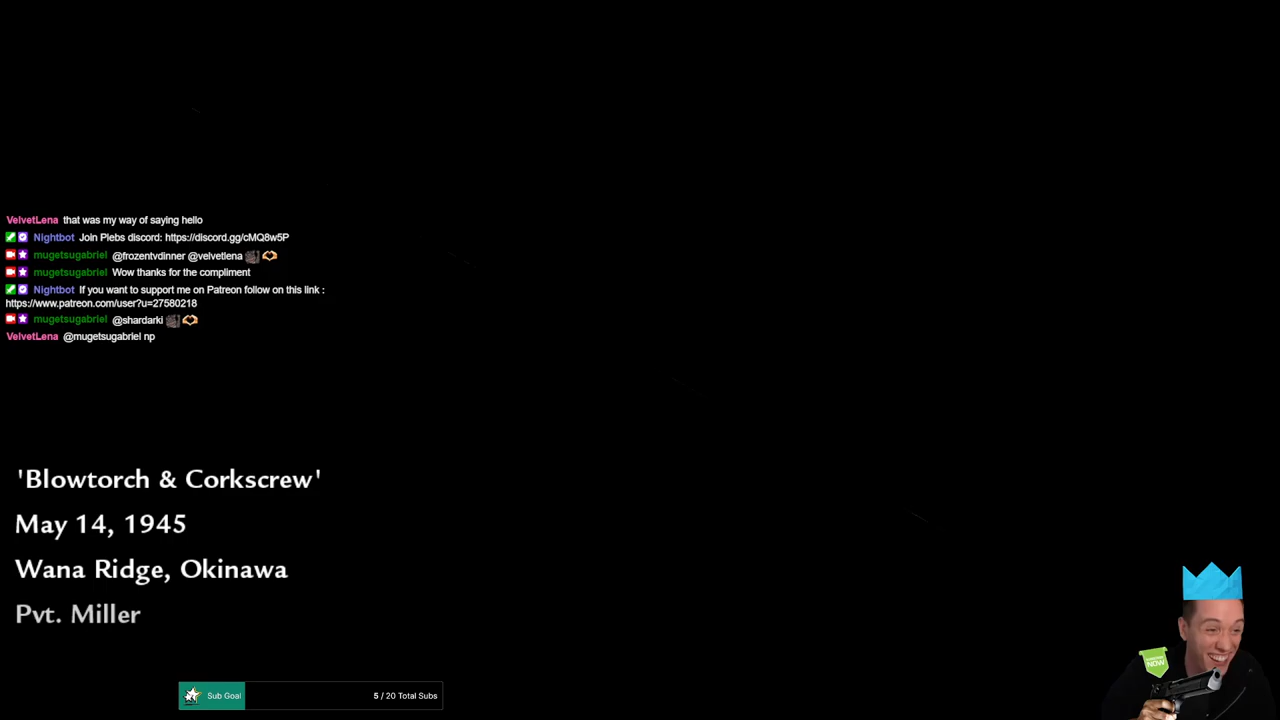 VelvetLena that was my way of saying hello
Nightbot Join Plebs discord: https://discord.gg/cMQ8w5P
mugetsugabriel @frozentvdinner @velvetlena
mugetsugabriel Wow thanks for the compliment
Nightbot If you want to support me on Patreon follow on this link :
https://www.patreon.com/user?u=27580218
mugetsugabriel @shardarki
VelvetLena @mugetsugabriel np
'Blowtorch & Corkscrew'
May 14, 1945
Wana Ridge, Okinawa
Pvt. Miller
NOW
Sub Goal 5 / 20 Total Subs